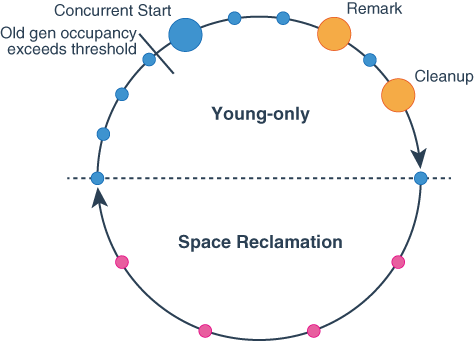 Concurrent Start
Remark
Old gen occupancy
exceeds threshold
Cleanup
Young-only
Space Reclamation